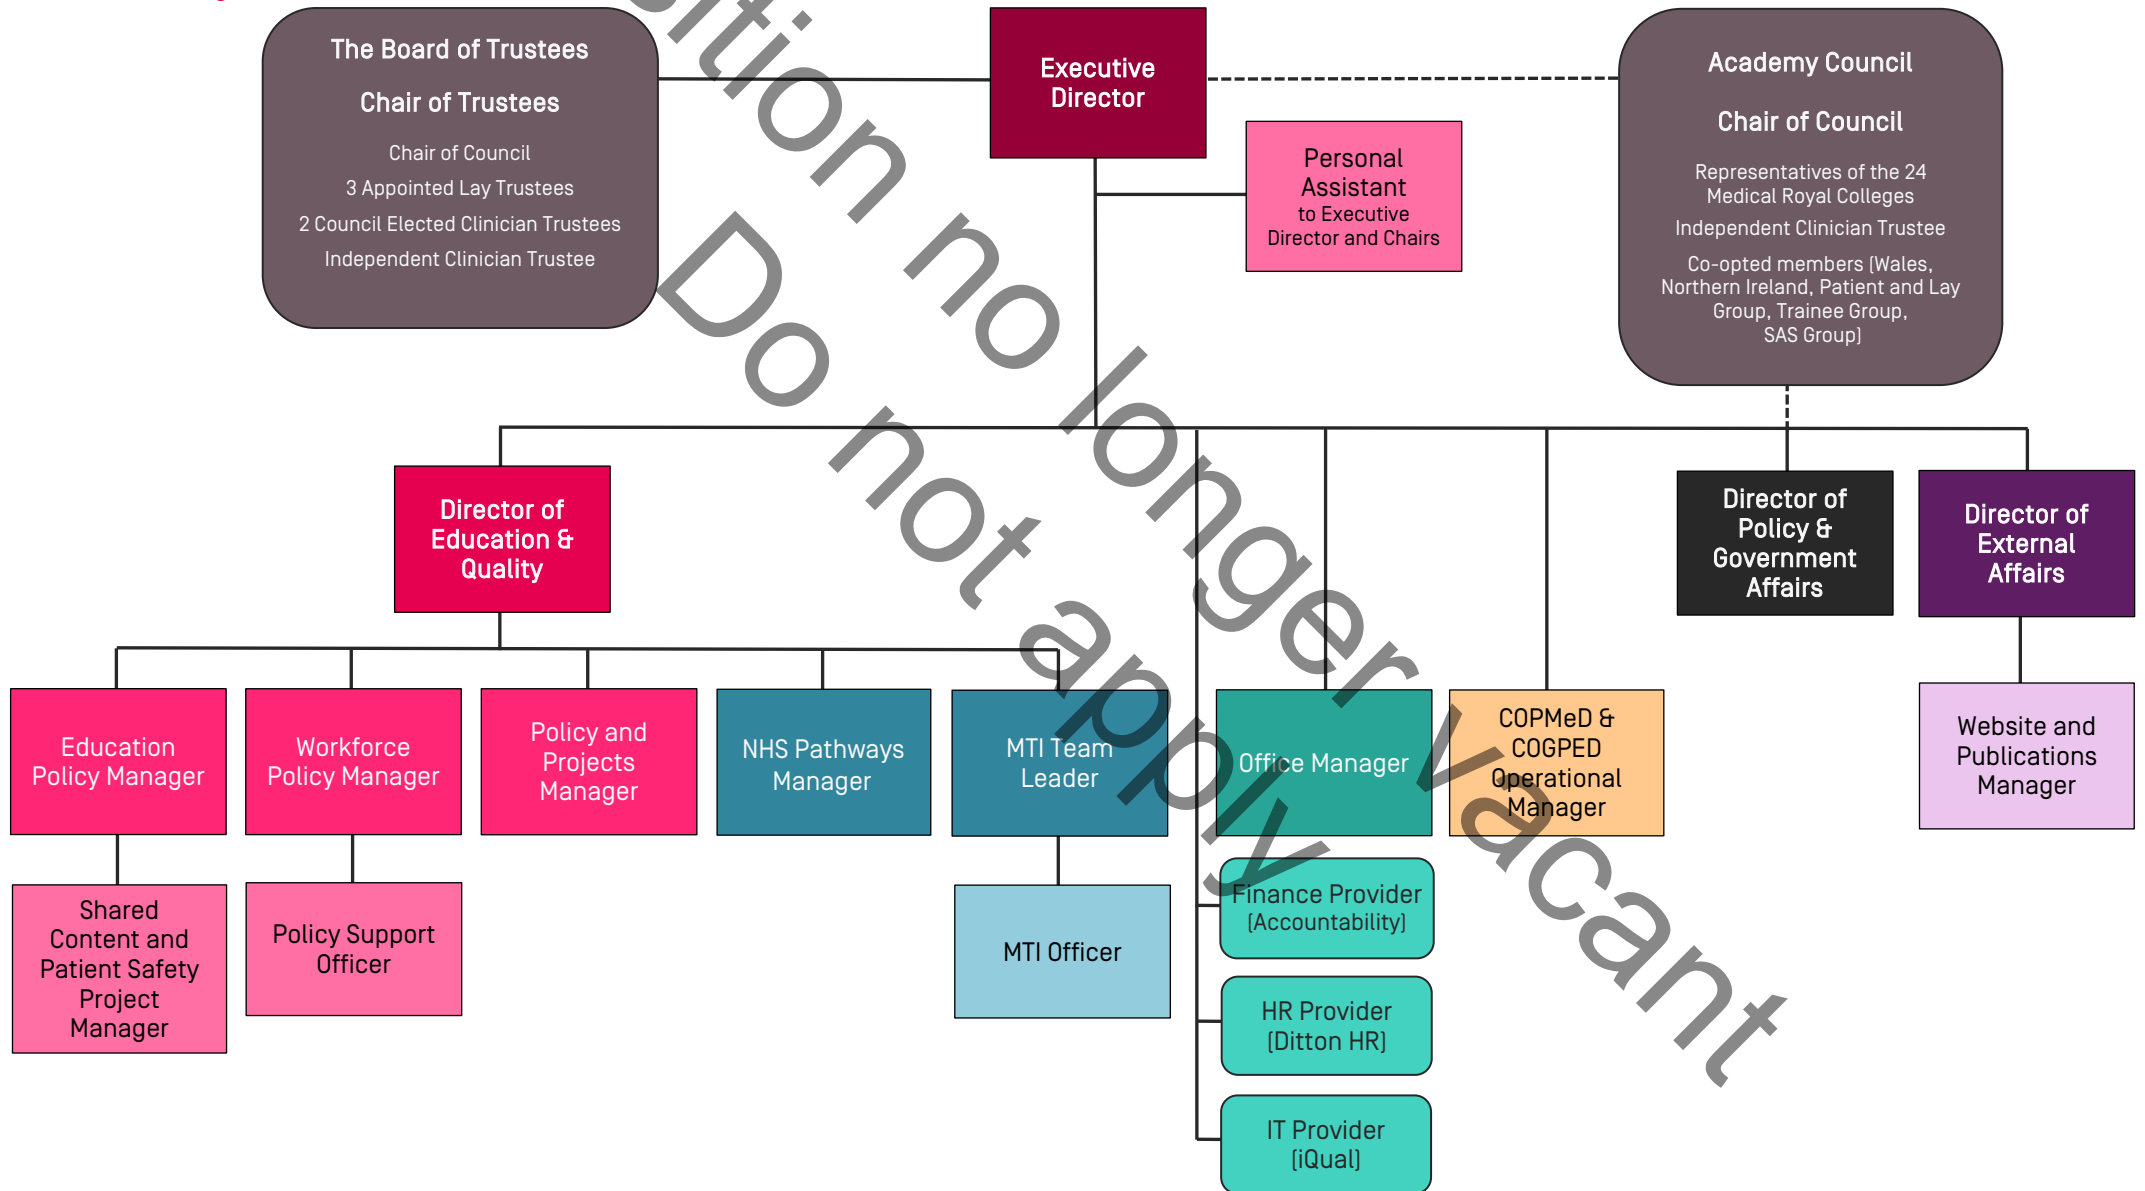 The Board of Trustees
Chair of Trustees
Chair of Council
3 Appointed Lay Trustees
2 Council Elected Clinician Trustees
Independent Clinician Trustee
Executive
Director
Academy Council
Chair of Council
Representatives of the 24
Medical Royal Colleges
Independent Clinician Trustee
Co-opted members (Wales,
Northern Ireland, Patient and Lay
Group, Trainee Group,
SAS Group)
Personal
Assistant
to Executive
Director and Chairs
Director of
Education &
Quality
Director of
Policy &
Government
Affairs
Director of
External
Affairs
Education
Policy Manager
Workforce
Policy Manager
Policy and
Projects
Manager
NHS Pathways
Manager
MTI Team
Leader
Office Manager
COPMeD &
COGPED
Operational
Manager
Website and
Publications
Manager
Shared
Content and
Patient Safety
Project
Manager
Policy Support
Officer
MTI Officer
Finance Provider
(Accountability)
HR Provider
(Ditton HR)
IT Provider
(iQual)
no longer vacant
Do not apply